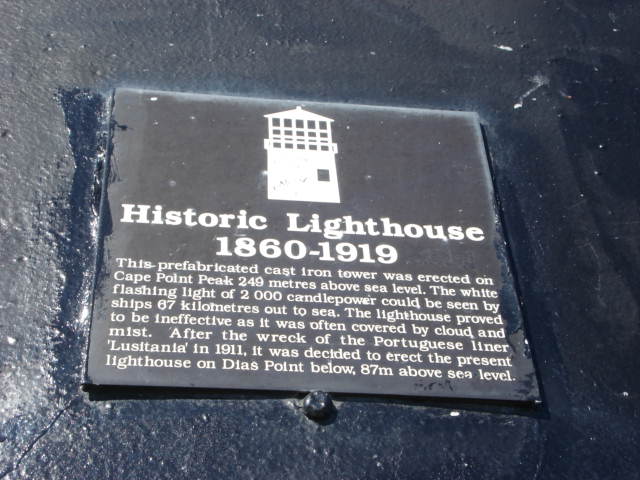 Historic Lighthouse
1860-1919
This prefabricated cast iron tower was erected on
Cape Point Peak 249 metres above sea level. The white
flashing light of 2 000 candlepower could be seen by
ships 67 kilometres out to sea. The lighthouse proved
to be ineffective as it was often covered by cloud and
mist. After the wreck of the Portuguese liner
'Lusitania' in 1911, it was decided to erect the present
lighthouse on Dias Point below, 87m above sea level.